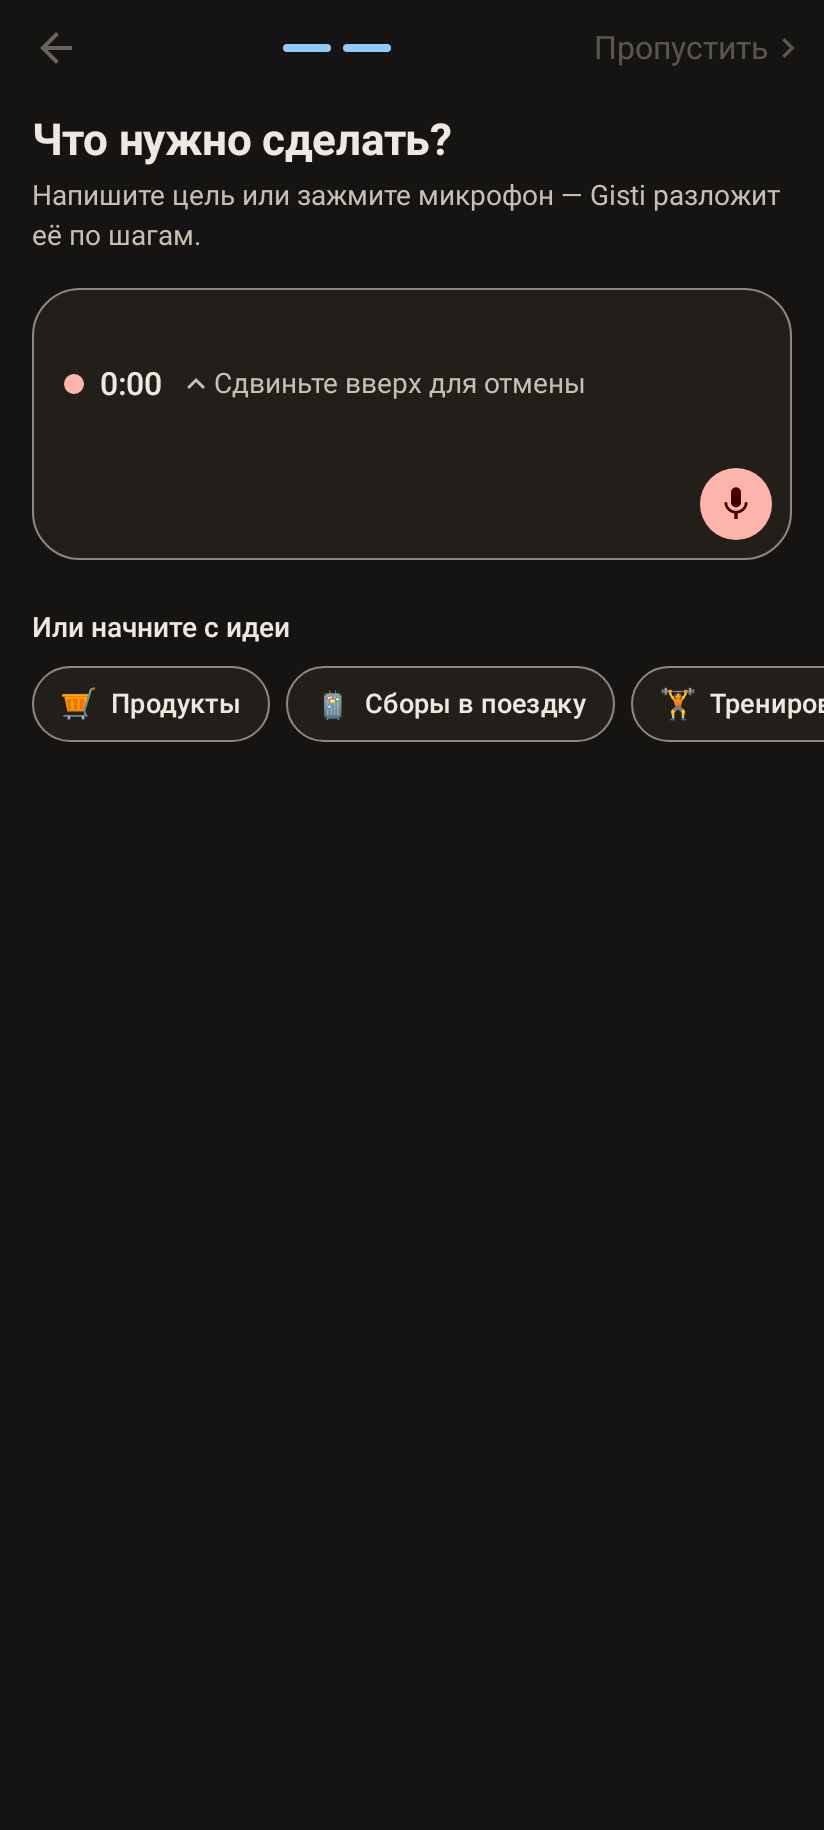 Пропустить
Что нужно сделать?
Напишите цель или зажмите микрофон — Gisti разложит
её по шагам.
0:00 Сдвиньте вверх для отмены
Или начните с идеи
Продукты Сборы в поездку